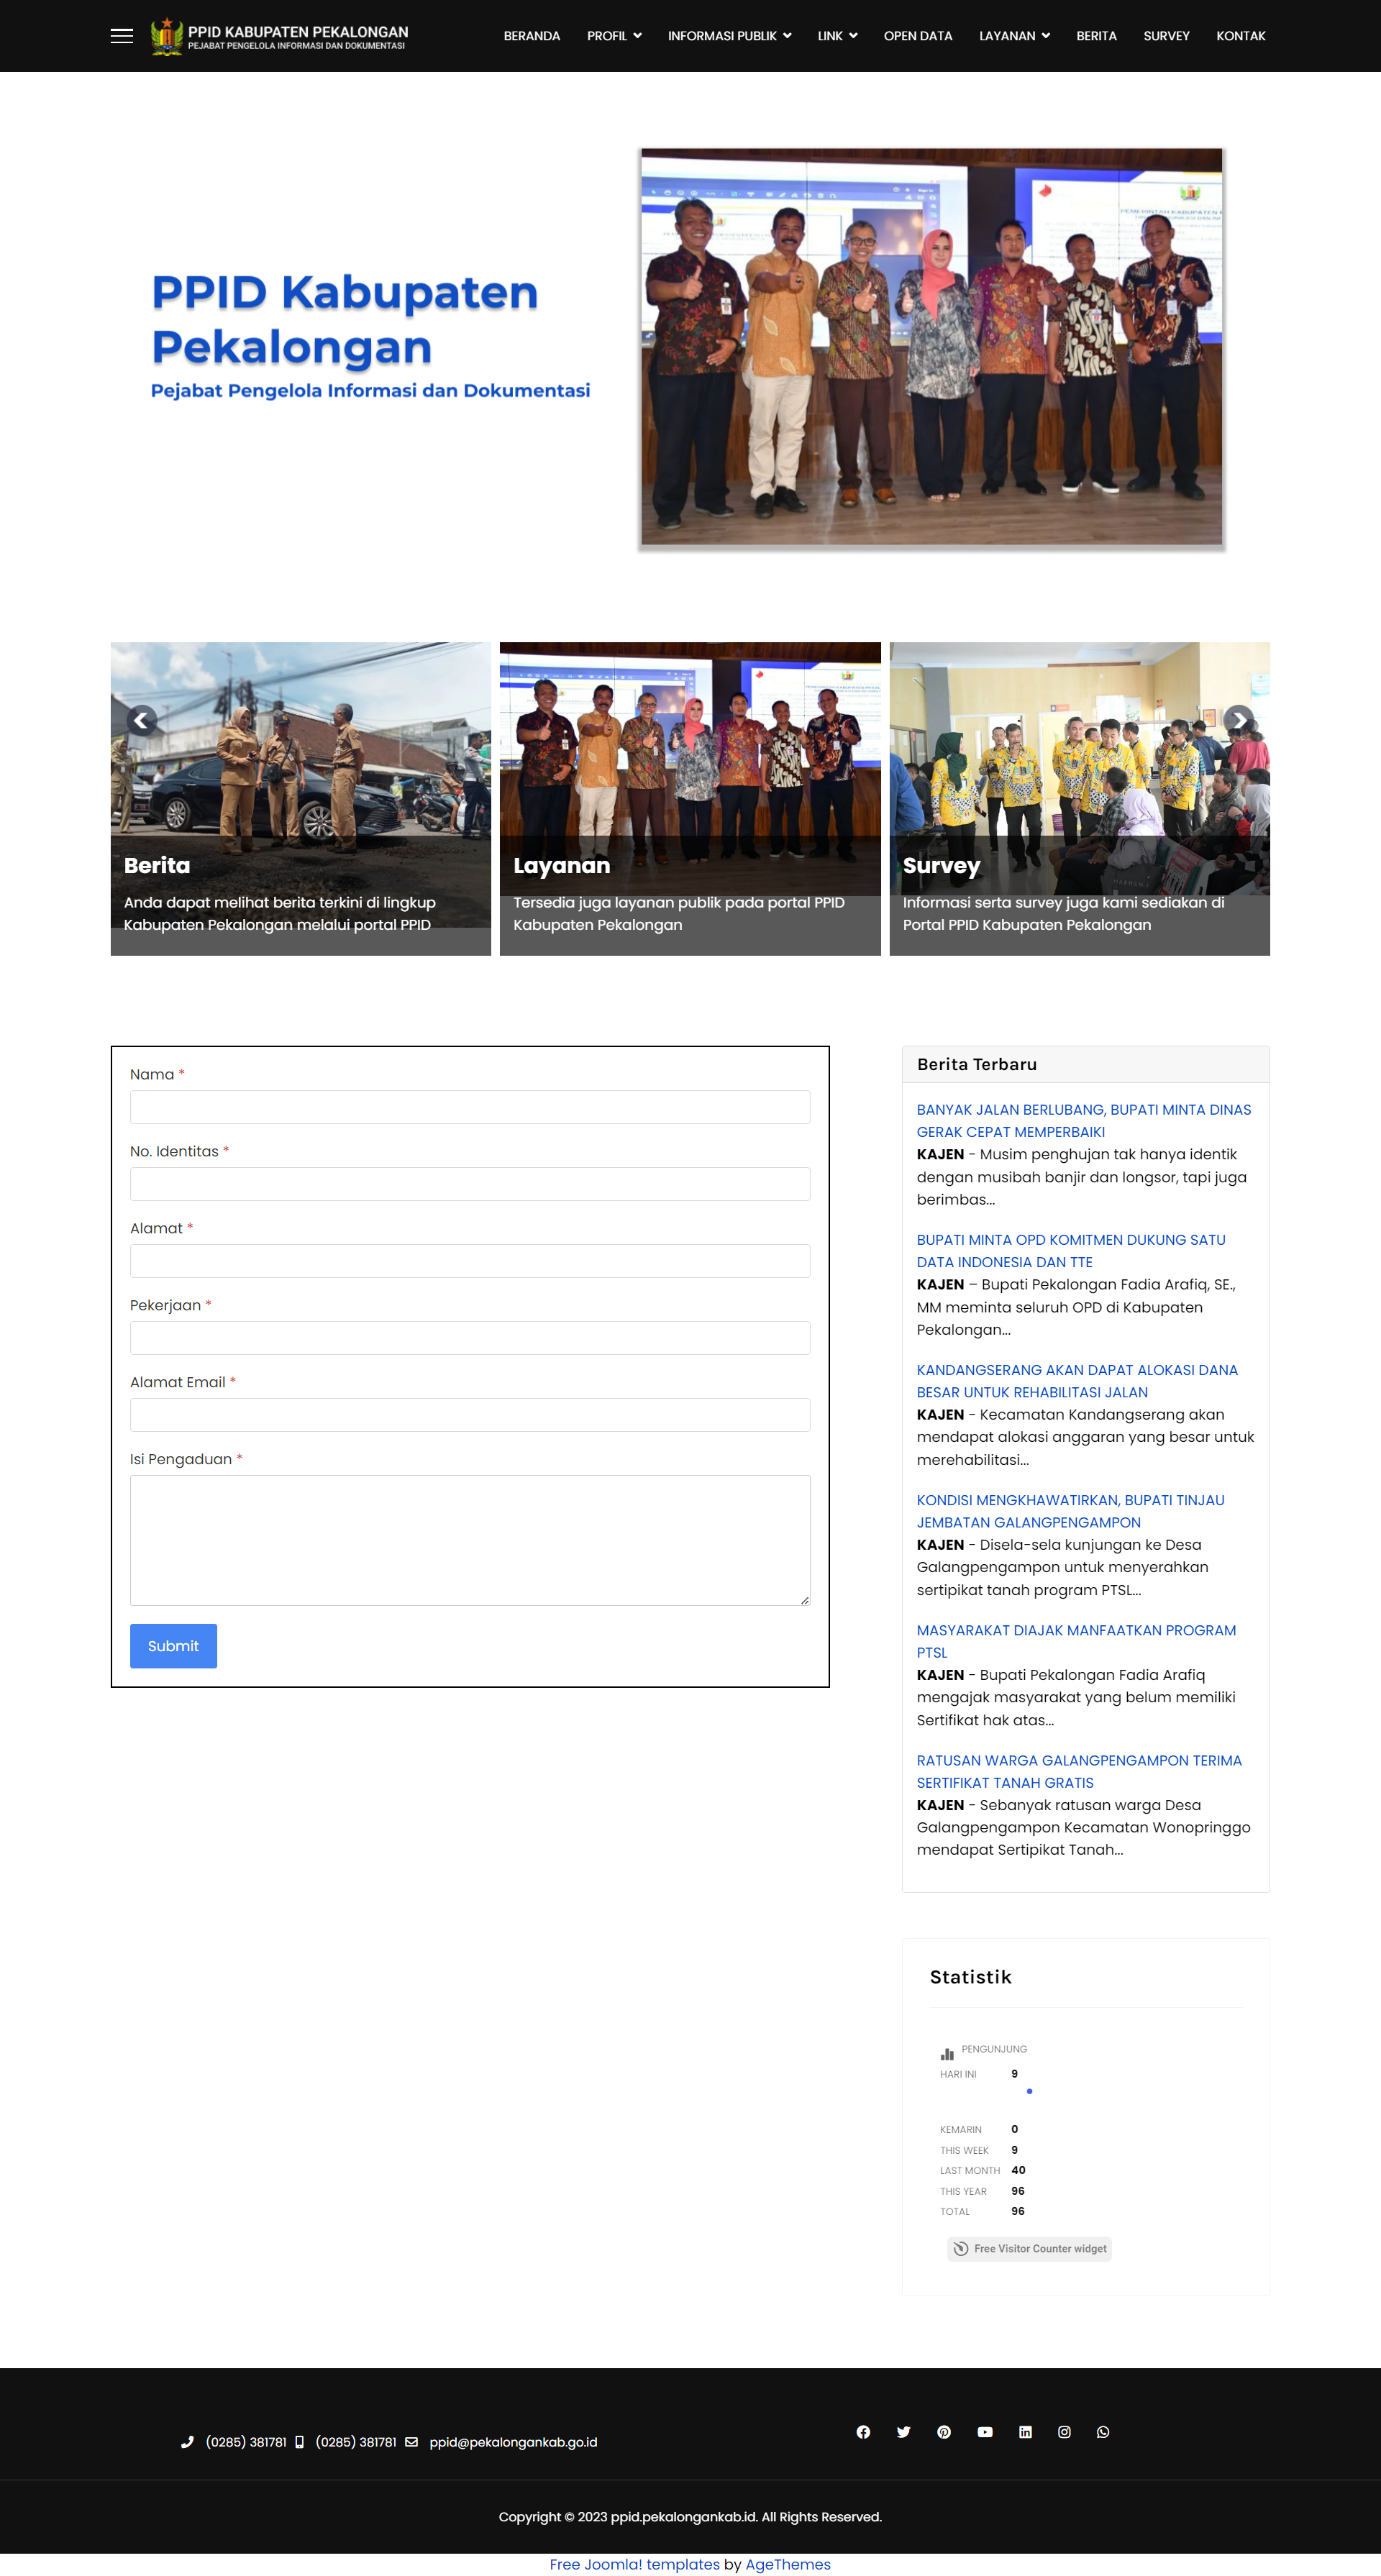 PPID KABUPATEN PEKALONGAN
PEJABAT PENGELOLA INFORMASI DAN DOKUMENTASI
BERANDA PROFIL INFORMASI PUBLIK LINK OPEN DATA LAYANAN BERITA SURVEY KONTAK
PPID Kabupaten
Pekalongan
Pejabat Pengelola Informasi dan Dokumentasi
Berita
Anda dapat melihat berita terkini di lingkup
Kabupaten Pekalongan melalui portal PPID
Layanan
Tersedia juga layanan publik pada portal PPID
Kabupaten Pekalongan
Survey
Informasi serta survey juga kami sediakan di
Portal PPID Kabupaten Pekalongan
Nama *
No. Identitas *
Alamat *
Pekerjaan *
Alamat Email *
Isi Pengaduan *
Submit
Berita Terbaru
BANYAK JALAN BERLUBANG, BUPATI MINTA DINAS
GERAK CEPAT MEMPERBAIKI
KAJEN - Musim penghujan tak hanya identik
dengan musibah banjir dan longsor, tapi juga
berimbas...
BUPATI MINTA OPD KOMITMEN DUKUNG SATU
DATA INDONESIA DAN TTE
KAJEN – Bupati Pekalongan Fadia Arafiq, SE.,
MM meminta seluruh OPD di Kabupaten
Pekalongan...
KANDANGSERANG AKAN DAPAT ALOKASI DANA
BESAR UNTUK REHABILITASI JALAN
KAJEN - Kecamatan Kandangserang akan
mendapat alokasi anggaran yang besar untuk
merehabilitasi...
KONDISI MENGKHAWATIRKAN, BUPATI TINJAU
JEMBATAN GALANGPENGAMPON
KAJEN - Disela-sela kunjungan ke Desa
Galangpengampon untuk menyerahkan
sertipikat tanah program PTSL...
MASYARAKAT DIAJAK MANFAATKAN PROGRAM
PTSL
KAJEN - Bupati Pekalongan Fadia Arafiq
mengajak masyarakat yang belum memiliki
Sertifikat hak atas...
RATUSAN WARGA GALANGPENGAMPON TERIMA
SERTIFIKAT TANAH GRATIS
KAJEN - Sebanyak ratusan warga Desa
Galangpengampon Kecamatan Wonopringgo
mendapat Sertipikat Tanah...
Statistik
PENGUNJUNG
HARI INI 9
KEMARIN 0
THIS WEEK 9
LAST MONTH 40
THIS YEAR 96
TOTAL 96
Free Visitor Counter widget
(0285) 381781 (0285) 381781 ppid@pekalongankab.go.id
Copyright © 2023 ppid.pekalongankab.id. All Rights Reserved.
Free Joomla! templates by AgeThemes